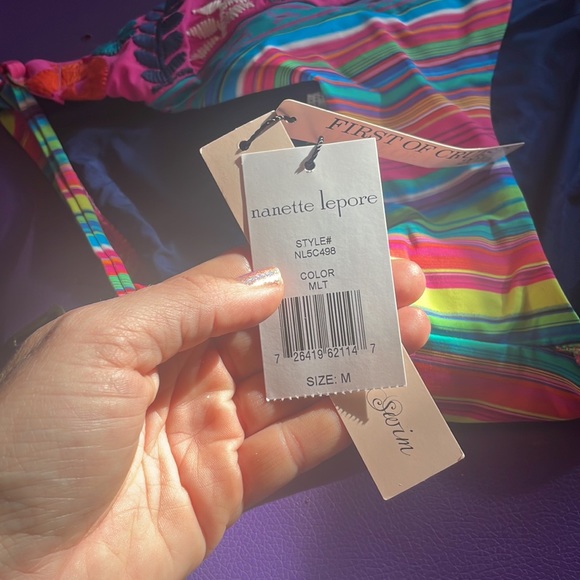 FIRST OF
nanette lepore
STYLE#
NL5C498
COLOR
MLT
7 26419 62114 7
SIZE: M
Swim